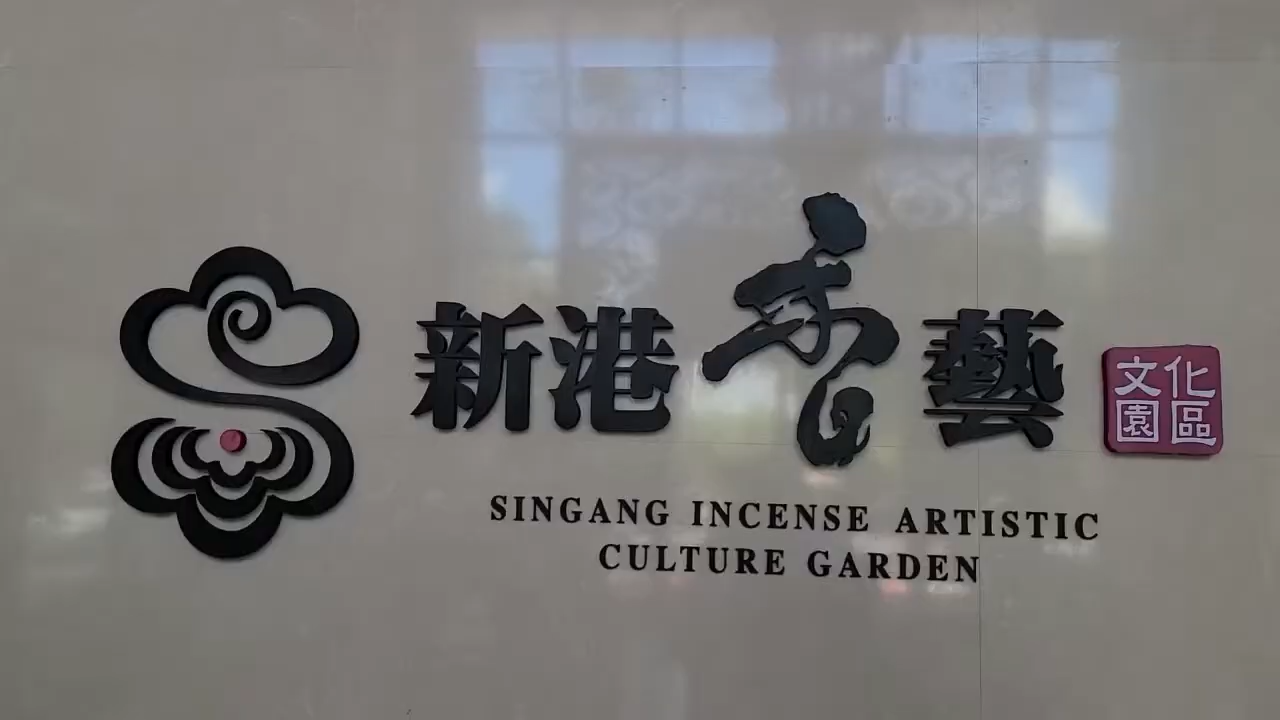 新港香藝
文化
園區
SINGANG INCENSE ARTISTIC
CULTURE GARDEN